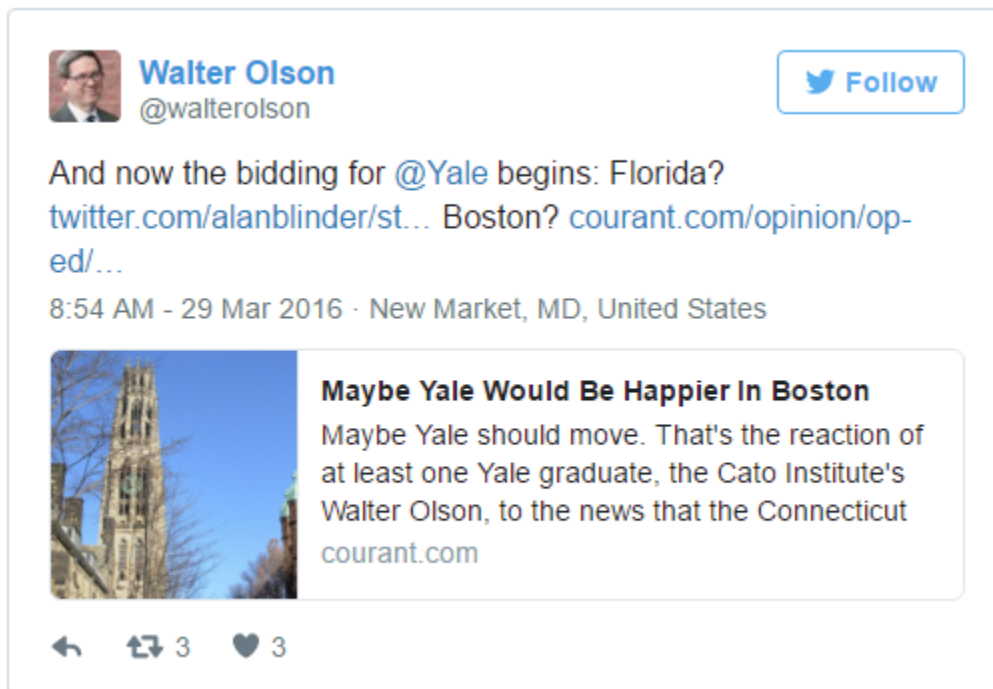 Walter Olson
@walterolson
Follow
And now the bidding for @Yale begins: Florida?
twitter.com/alanblinder/st... Boston? courant.com/opinion/op-
ed/...
8:54 AM - 29 Mar 2016 · New Market, MD, United States
Maybe Yale Would Be Happier In Boston
Maybe Yale should move. That's the reaction of
at least one Yale graduate, the Cato Institute's
Walter Olson, to the news that the Connecticut
courant.com
3 3